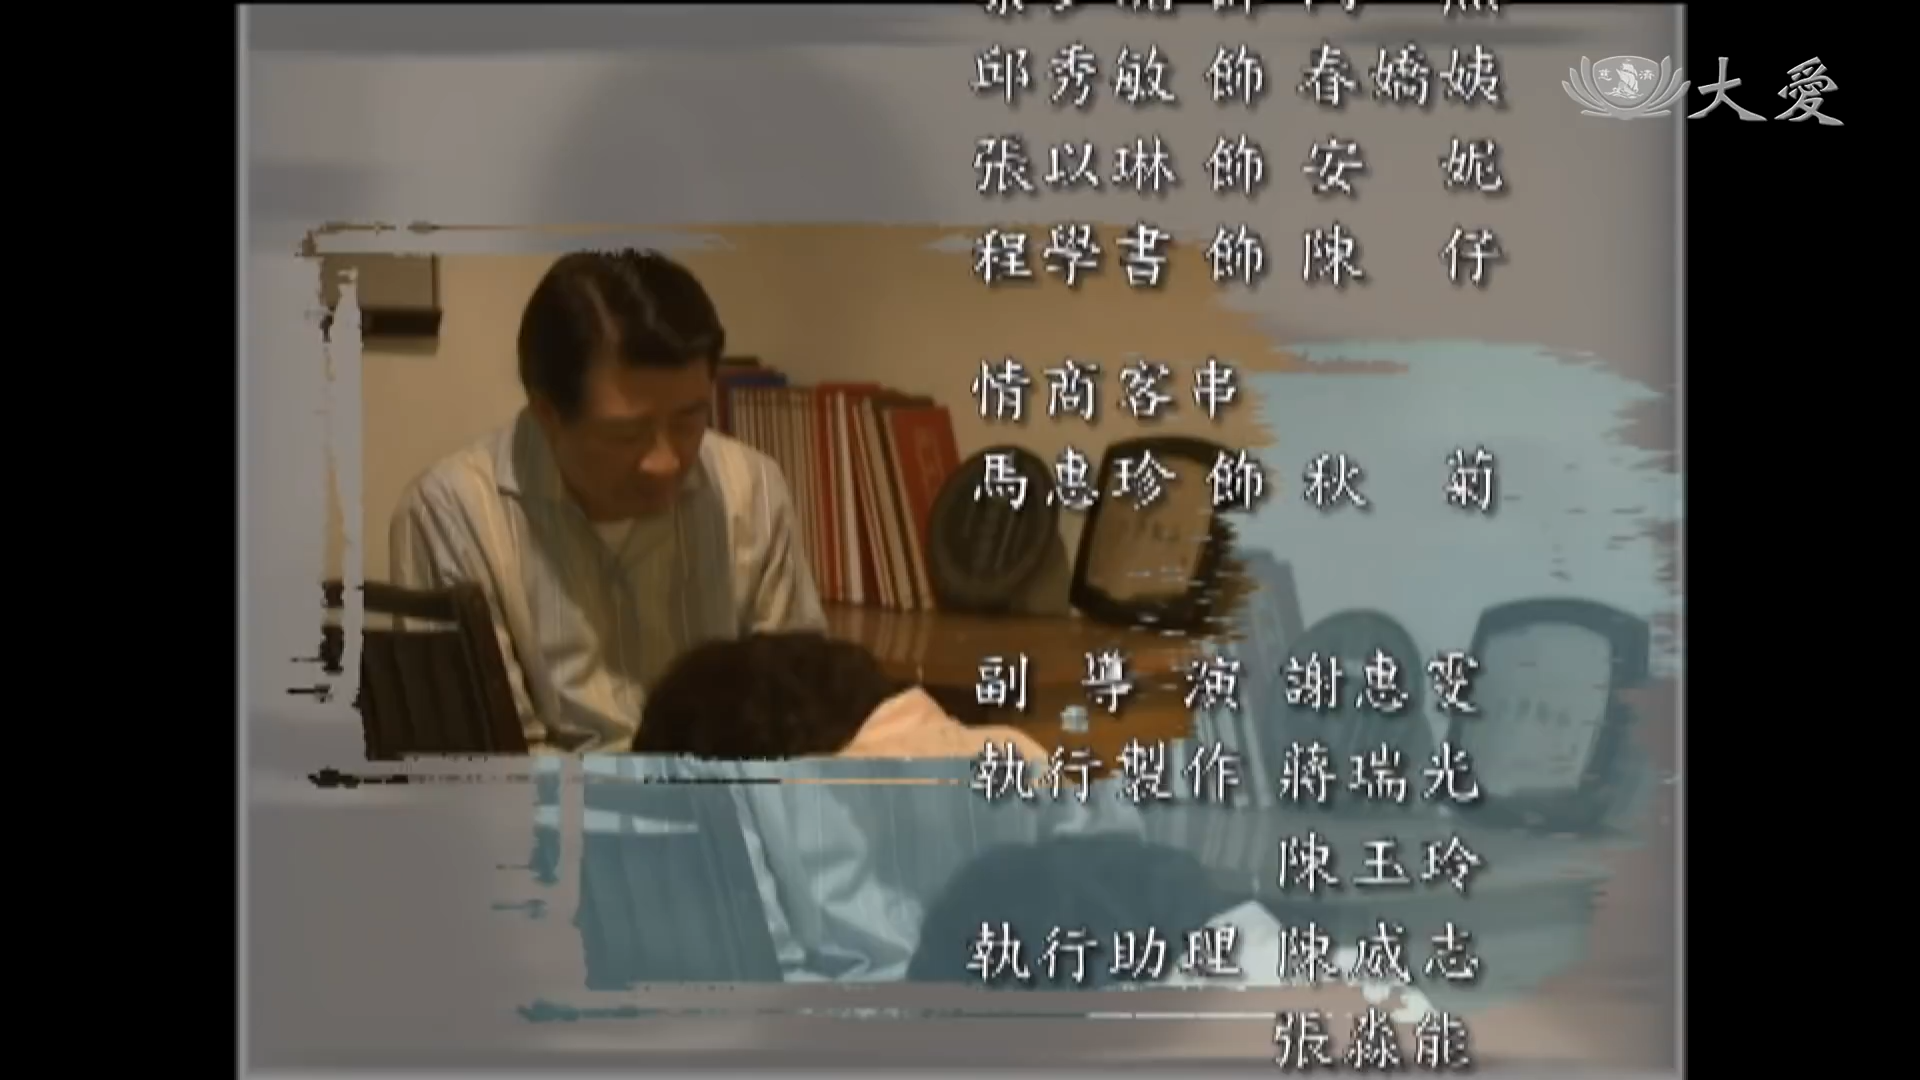 邱秀敏 飾 春嬌姨
大愛
慈濟
張以琳 飾 安妮
程學書 飾 陳仔
情商客串
馬惠珍 飾 秋菊
副導演 謝惠雯
執行製作 蔣瑞光
陳玉玲
執行助理 陳威志
張淼能